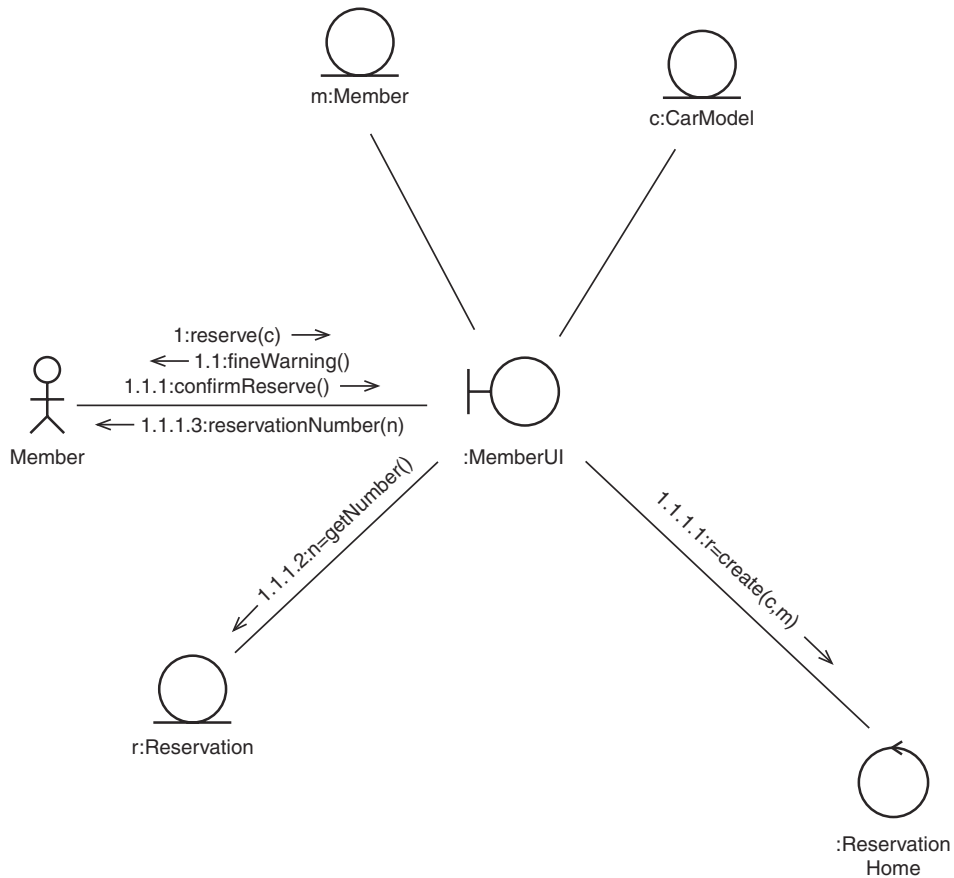 m:Member
c:CarModel
1:reserve(c)
1.1:fineWarning()
1.1.1:confirmReserve()
1.1.1.3:reservationNumber(n)
Member
:MemberUI
1.1.1.2:n=getNumber()
1.1.1.1:r=create(c,m)
r:Reservation
:Reservation
Home